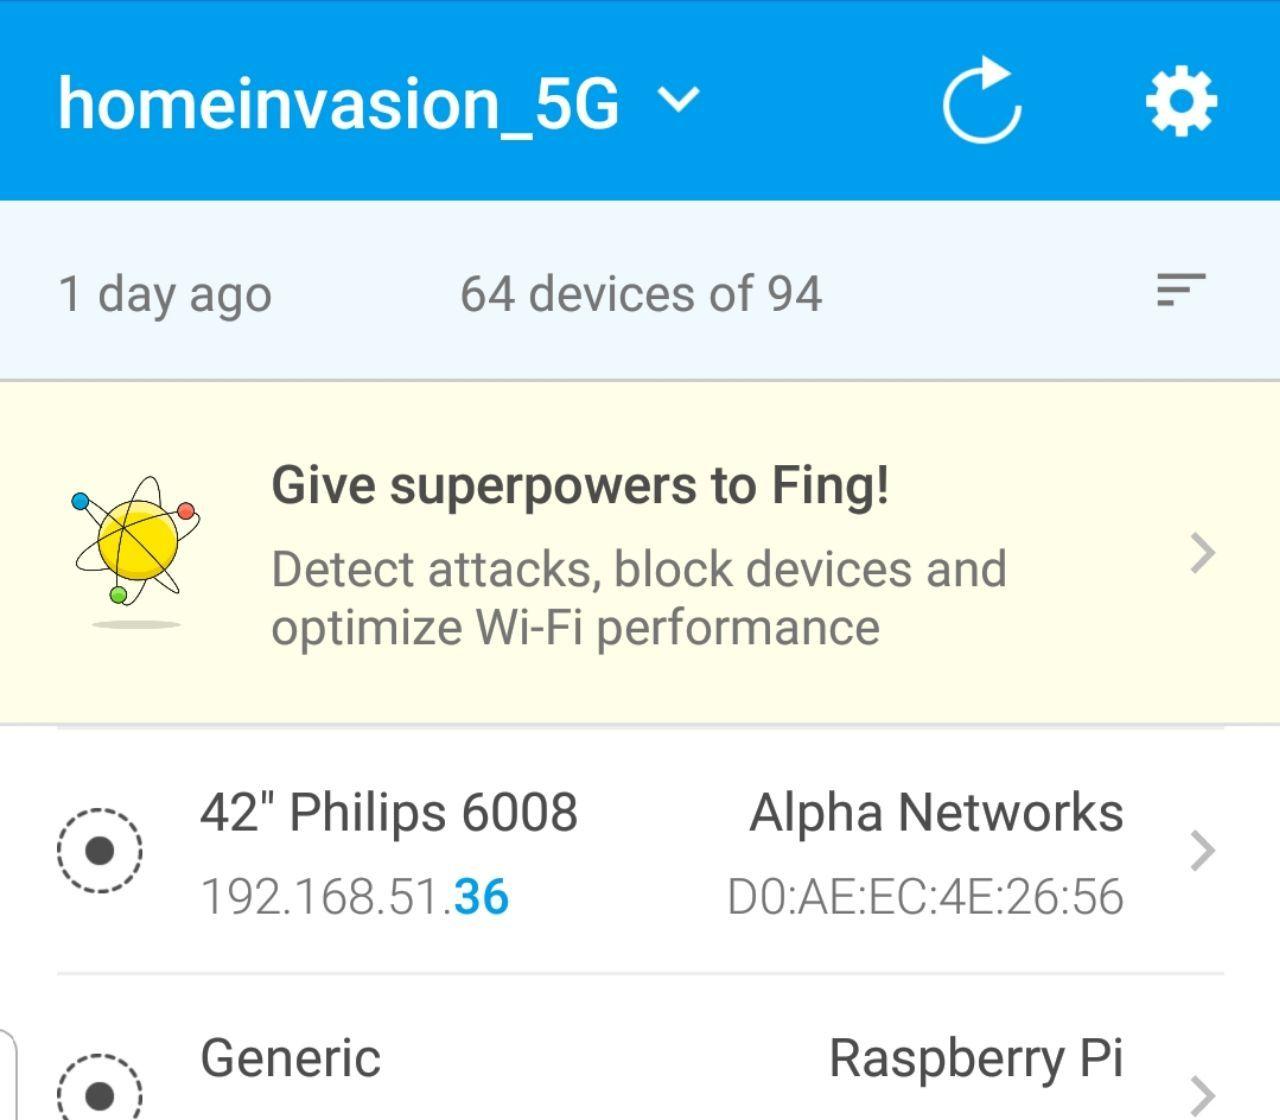 homeinvasion_5G
1 day ago 64 devices of 94
Give superpowers to Fing!
Detect attacks, block devices and
optimize Wi-Fi performance
42" Philips 6008 Alpha Networks
192.168.51.36 D0:AE:EC:4E:26:56
Generic Raspberry Pi